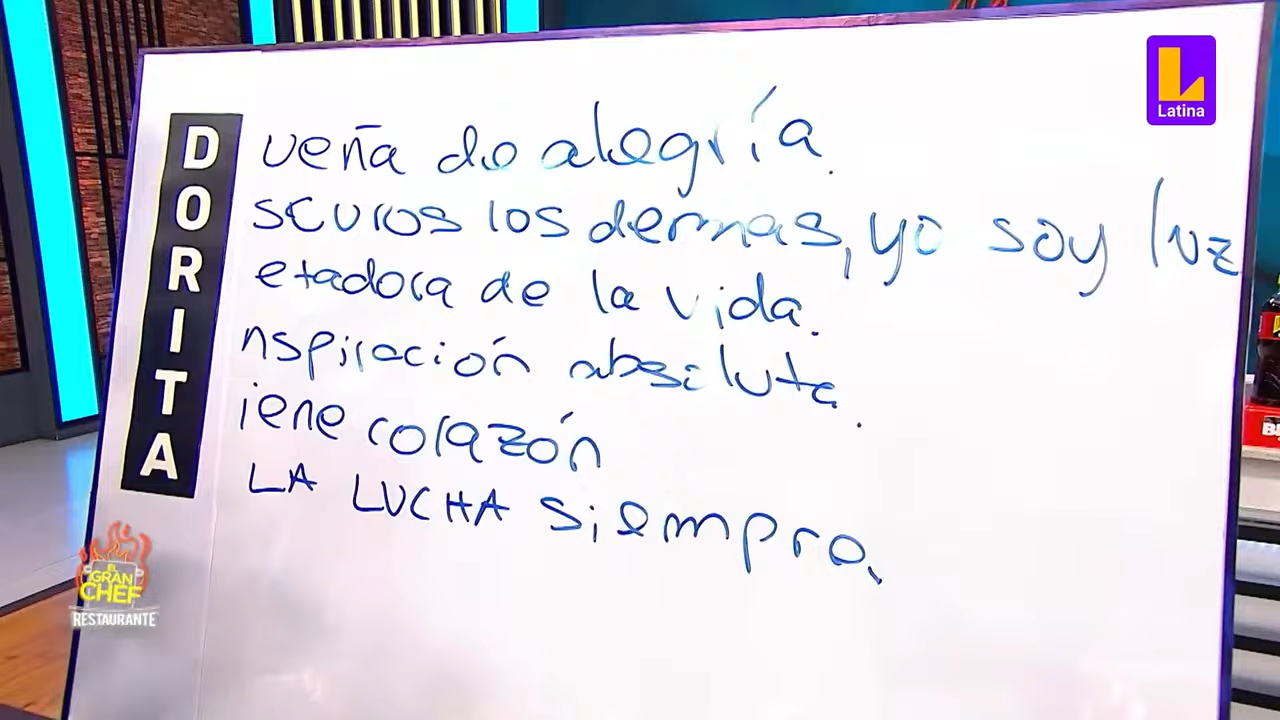 Latina
DORITA
ueña de alegría.
scuros los demas, yo soy luz
etadora de la vida.
nspiración absoluta.
iene corazón
LA LUCHA siempre.
EL
GRAN
CHEF
RESTAURANTE